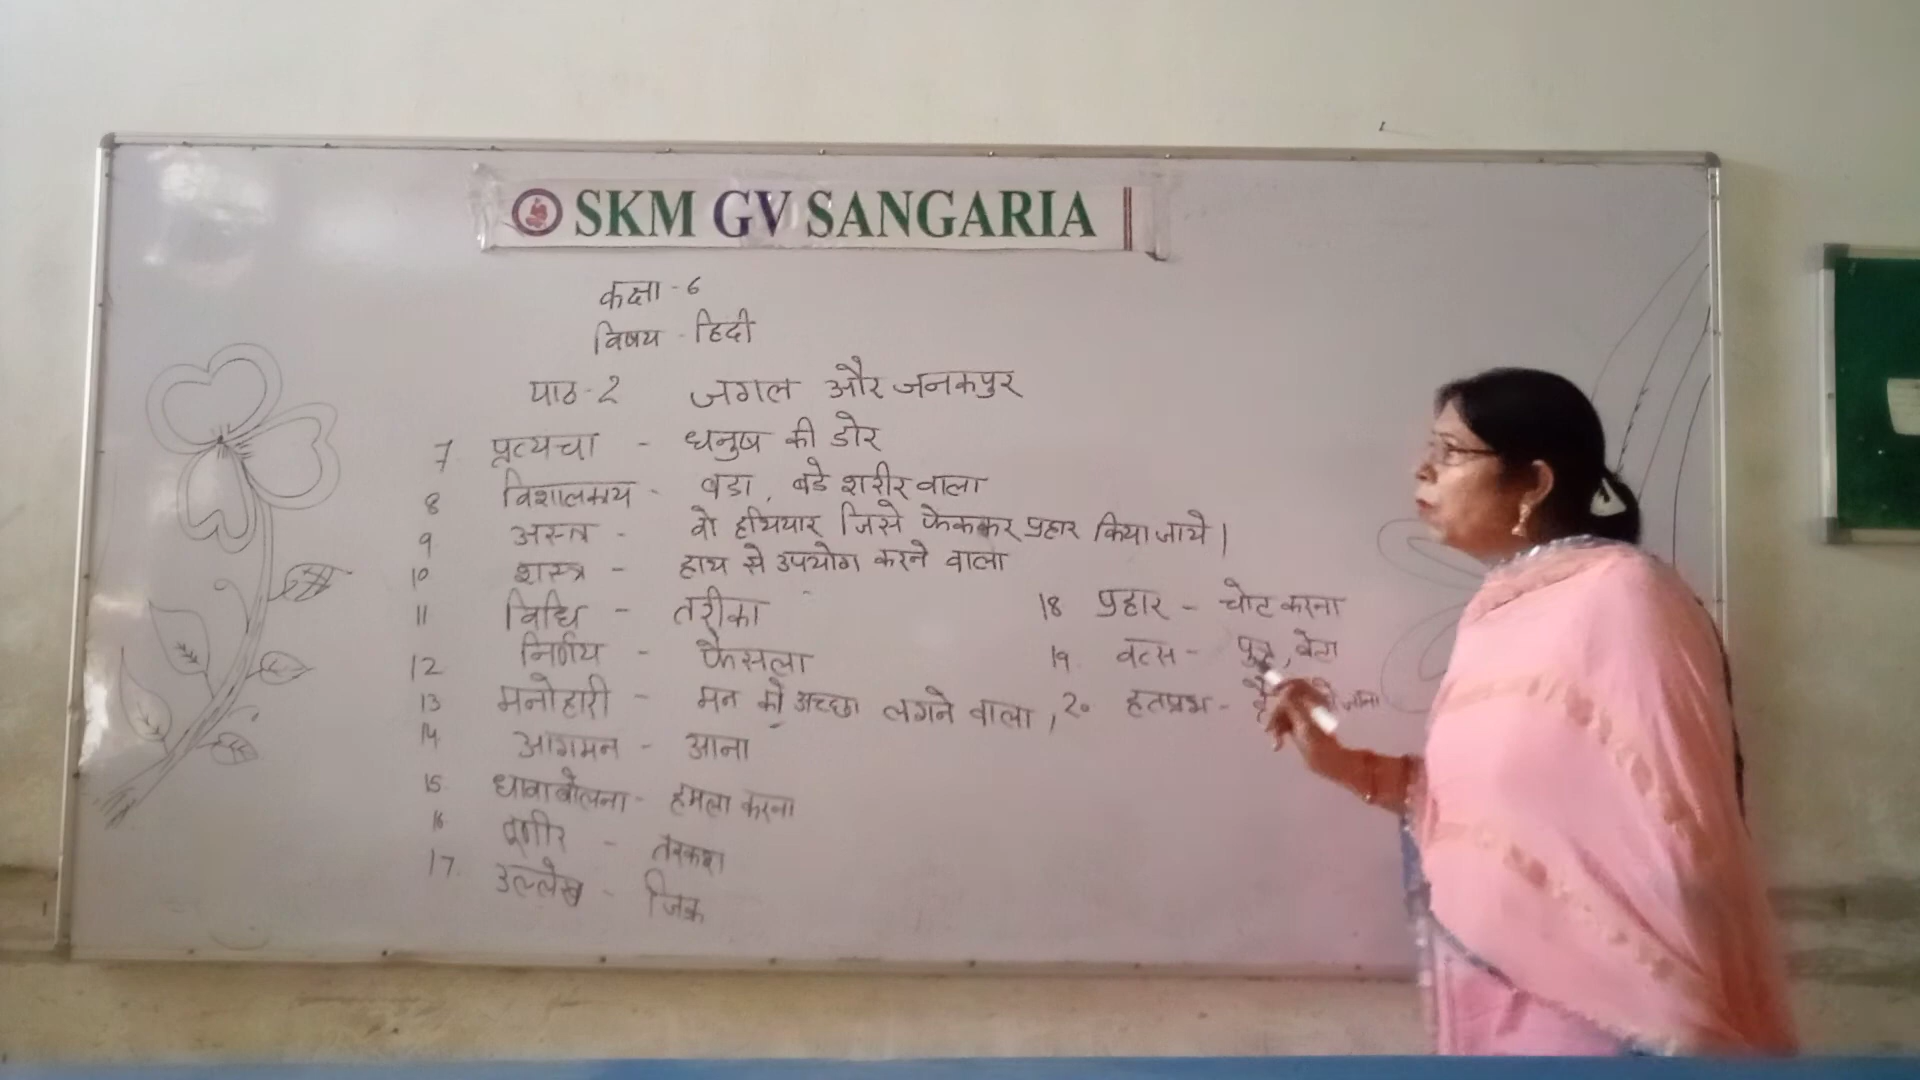 SKM GV SANGARIA
कक्षा - 6
विषय - हिदी
पाठ - 2 जगल और जनकपुर
7 प्रत्यचा - धनुष की डोर
8 विशालकाय - बडा, बडे शरीर वाला
9 अस्त्र - वो हथियार जिसे फेककर प्रहार किया जाये।
10 शस्त्र - हाथ से उपयोग करने वाला
11 विधि - तरीका
12 निर्णय - फैसला
13 मनोहारी - मन को अच्छा लगने वाला,
14 आगमन - आना
15. धावा बोलना - हमला करना
16 तूणीर - तरकश
17. उल्लेख - जिक्र
18 प्रहार - चोट करना
19 वत्स - पुत्र, बेटा
20 हतप्रभ - जाना